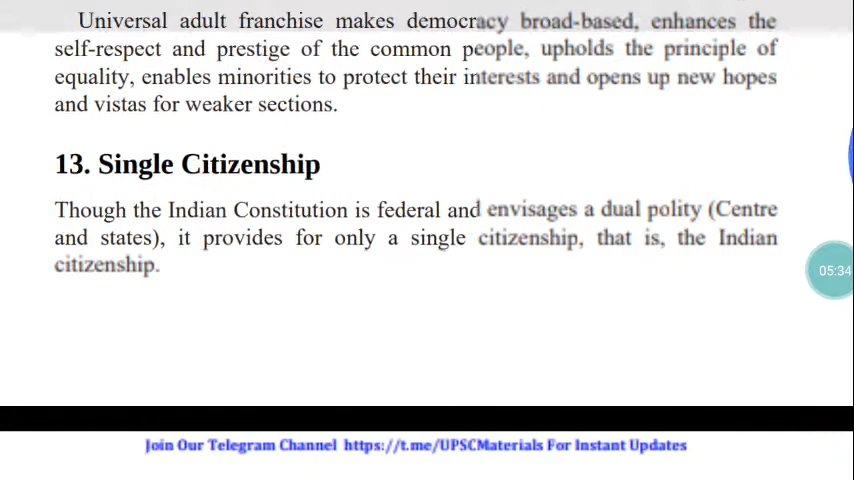 Universal adult franchise makes democracy broad-based, enhances the
self-respect and prestige of the common people, upholds the principle of
equality, enables minorities to protect their interests and opens up new hopes
and vistas for weaker sections.
13. Single Citizenship
Though the Indian Constitution is federal and envisages a dual polity (Centre
and states), it provides for only a single citizenship, that is, the Indian
citizenship.
05:34
Join Our Telegram Channel https://t.me/UPSCMaterials For Instant Updates